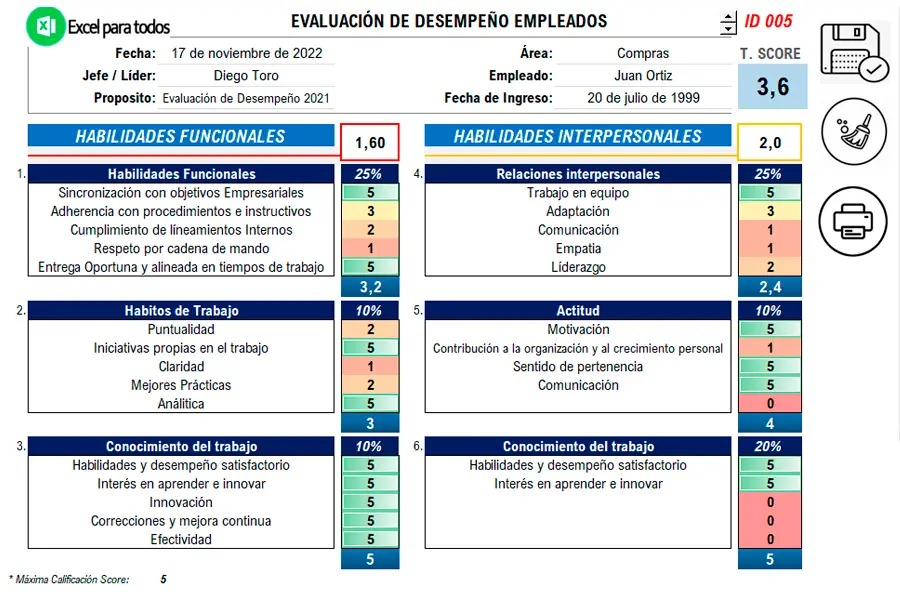 Excel para todos
EVALUACIÓN DE DESEMPEÑO EMPLEADOS
ID 005
Fecha: 17 de noviembre de 2022 Área: Compras T. SCORE
Jefe / Líder: Diego Toro Empleado: Juan Ortiz 3,6
Proposito: Evaluación de Desempeño 2021 Fecha de Ingreso: 20 de julio de 1999
HABILIDADES FUNCIONALES 1,60
1. Habilidades Funcionales 25%
Sincronización con objetivos Empresariales 5
Adherencia con procedimientos e instructivos 3
Cumplimiento de líneamientos Internos 2
Respeto por cadena de mando 1
Entrega Oportuna y alineada en tiempos de trabajo 5
3,2
2. Habitos de Trabajo 10%
Puntualidad 2
Iniciativas propias en el trabajo 5
Claridad 1
Mejores Prácticas 2
Análitica 5
3
3. Conocimiento del trabajo 10%
Habilidades y desempeño satisfactorio 5
Interés en aprender e innovar 5
Innovación 5
Correcciones y mejora continua 5
Efectividad 5
5
HABILIDADES INTERPERSONALES 2,0
4. Relaciones interpersonales 25%
Trabajo en equipo 5
Adaptación 3
Comunicación 1
Empatia 1
Líderazgo 2
2,4
5. Actitud 10%
Motivación 5
Contribución a la organización y al crecimiento personal 1
Sentido de pertenencia 5
Comunicación 5
0
4
6. Conocimiento del trabajo 20%
Habilidades y desempeño satisfactorio 5
Interés en aprender e innovar 5
0
0
0
5
* Máxima Calificación Score: 5